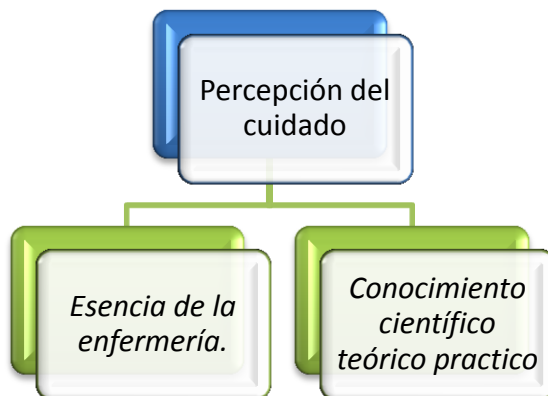 Percepción del
cuidado
Esencia de la
enfermería.
Conocimiento
científico
teórico practico